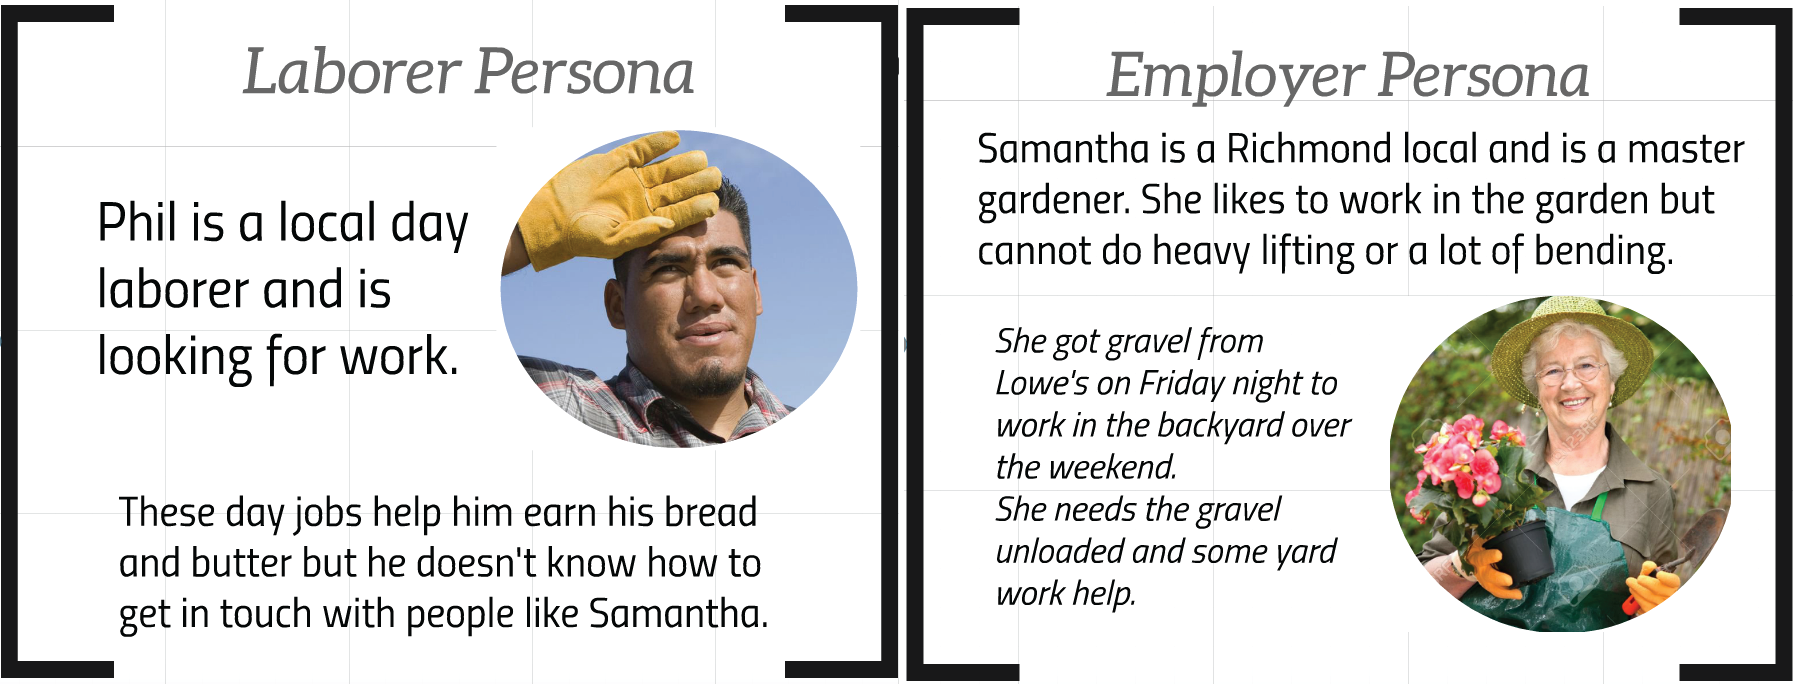 Laborer Persona
Phil is a local day
laborer and is
looking for work.
These day jobs help him earn his bread
and butter but he doesn't know how to
get in touch with people like Samantha.
Employer Persona
Samantha is a Richmond local and is a master
gardener. She likes to work in the garden but
cannot do heavy lifting or a lot of bending.
She got gravel from
Lowe's on Friday night to
work in the backyard over
the weekend.
She needs the gravel
unloaded and some yard
work help.